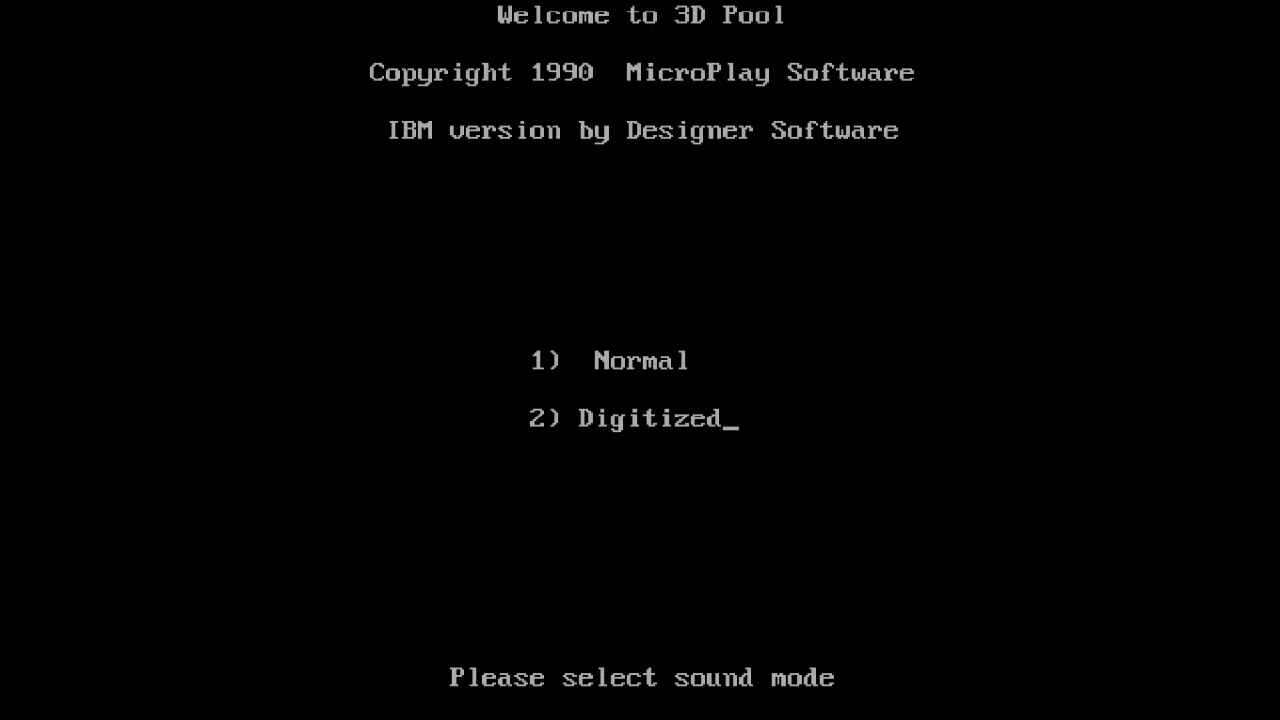 Welcome to 3D Pool
Copyright 1990  MicroPlay Software
IBM version by Designer Software
1)  Normal
2) Digitized_
Please select sound mode